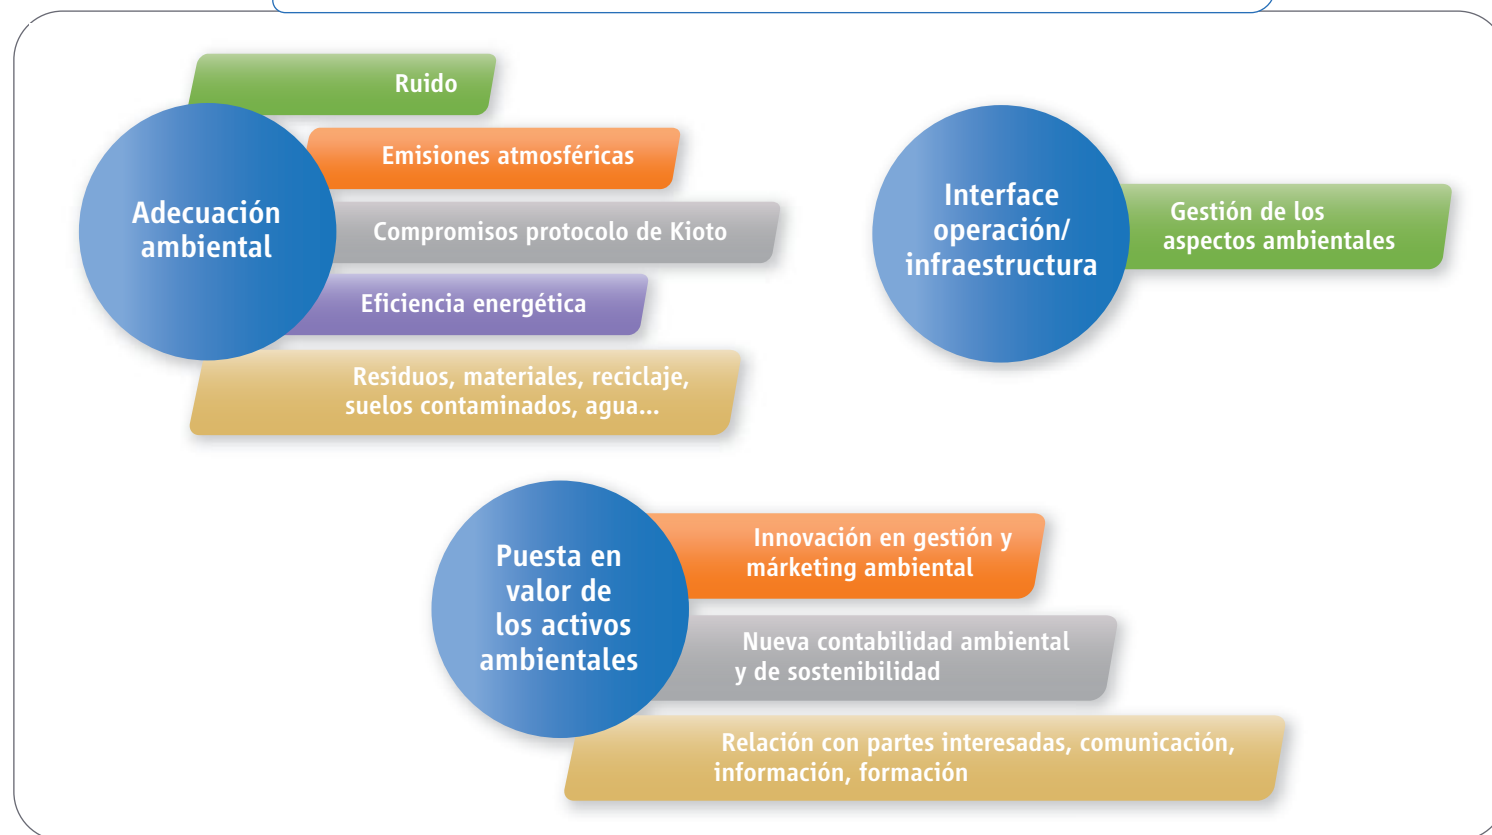 Ruido
Emisiones atmosféricas
Adecuación
ambiental
Compromisos protocolo de Kioto
Eficiencia energética
Residuos, materiales, reciclaje,
suelos contaminados, agua...
Interface
operación/
infraestructura
Gestión de los
aspectos ambientales
Puesta en
valor de
los activos
ambientales
Innovación en gestión y
márketing ambiental
Nueva contabilidad ambiental
y de sostenibilidad
Relación con partes interesadas, comunicación,
información, formación